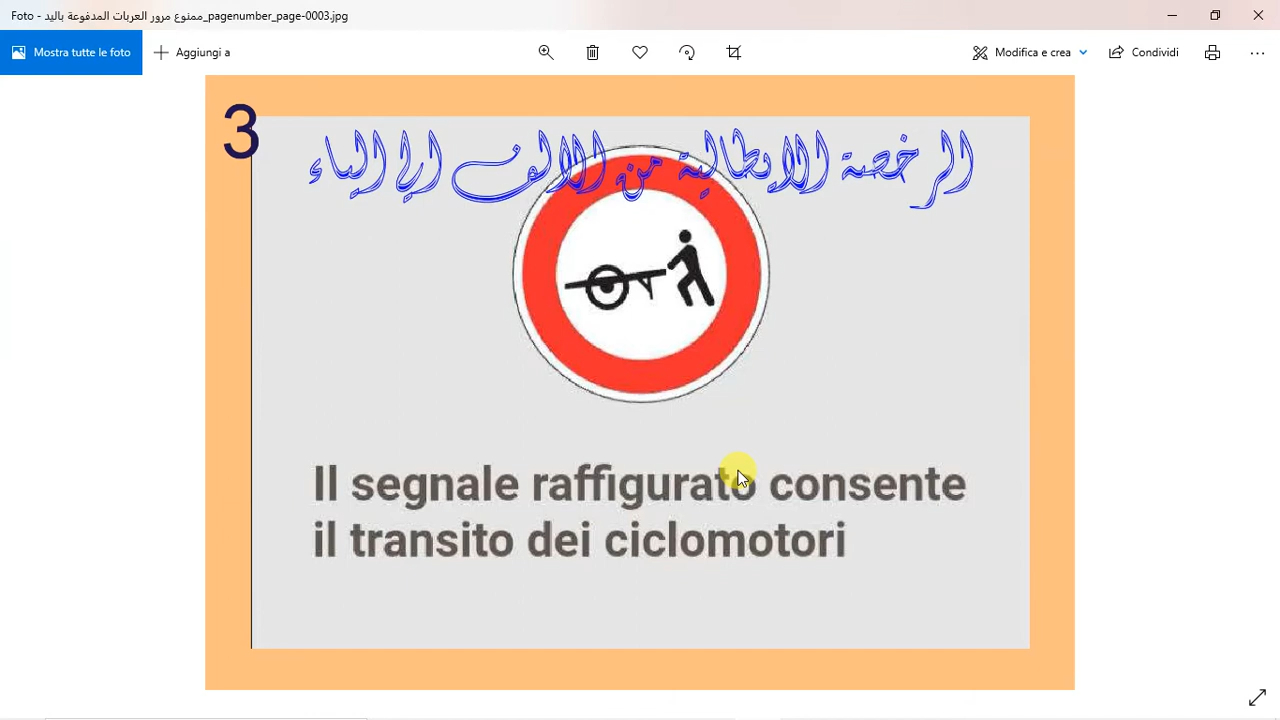 Foto - ممنوع مرور العربات المدفوعة باليد_pagenumber_page-0003.jpg
Mostra tutte le foto
Aggiungi a
Modifica e crea
Condividi
3
الرخصة الإيطالية من الالف الى الياء
Il segnale raffigurato consente
il transito dei ciclomotori